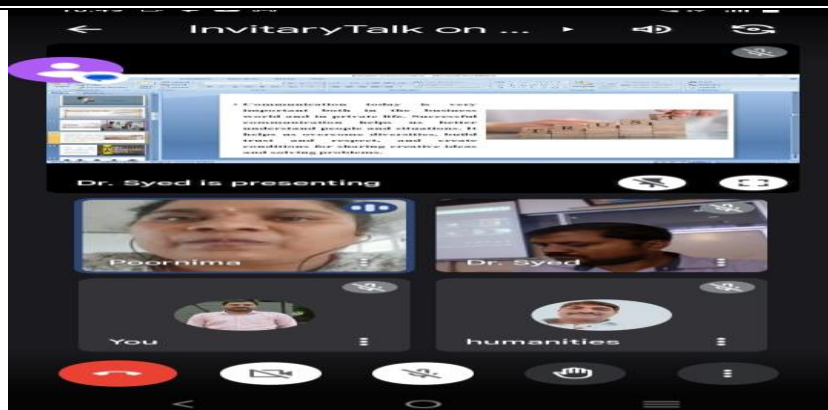 InvitaryTalk on ...
• Communication today is very
important both in the business
world and in private life. Successful
communication helps us better
understand people and situations. It
helps us overcome diversities, build
trust and respect, and create
conditions for sharing creative ideas
and solving problems.
Dr. Syed is presenting
Poornima
Dr. Syed
You
humanities